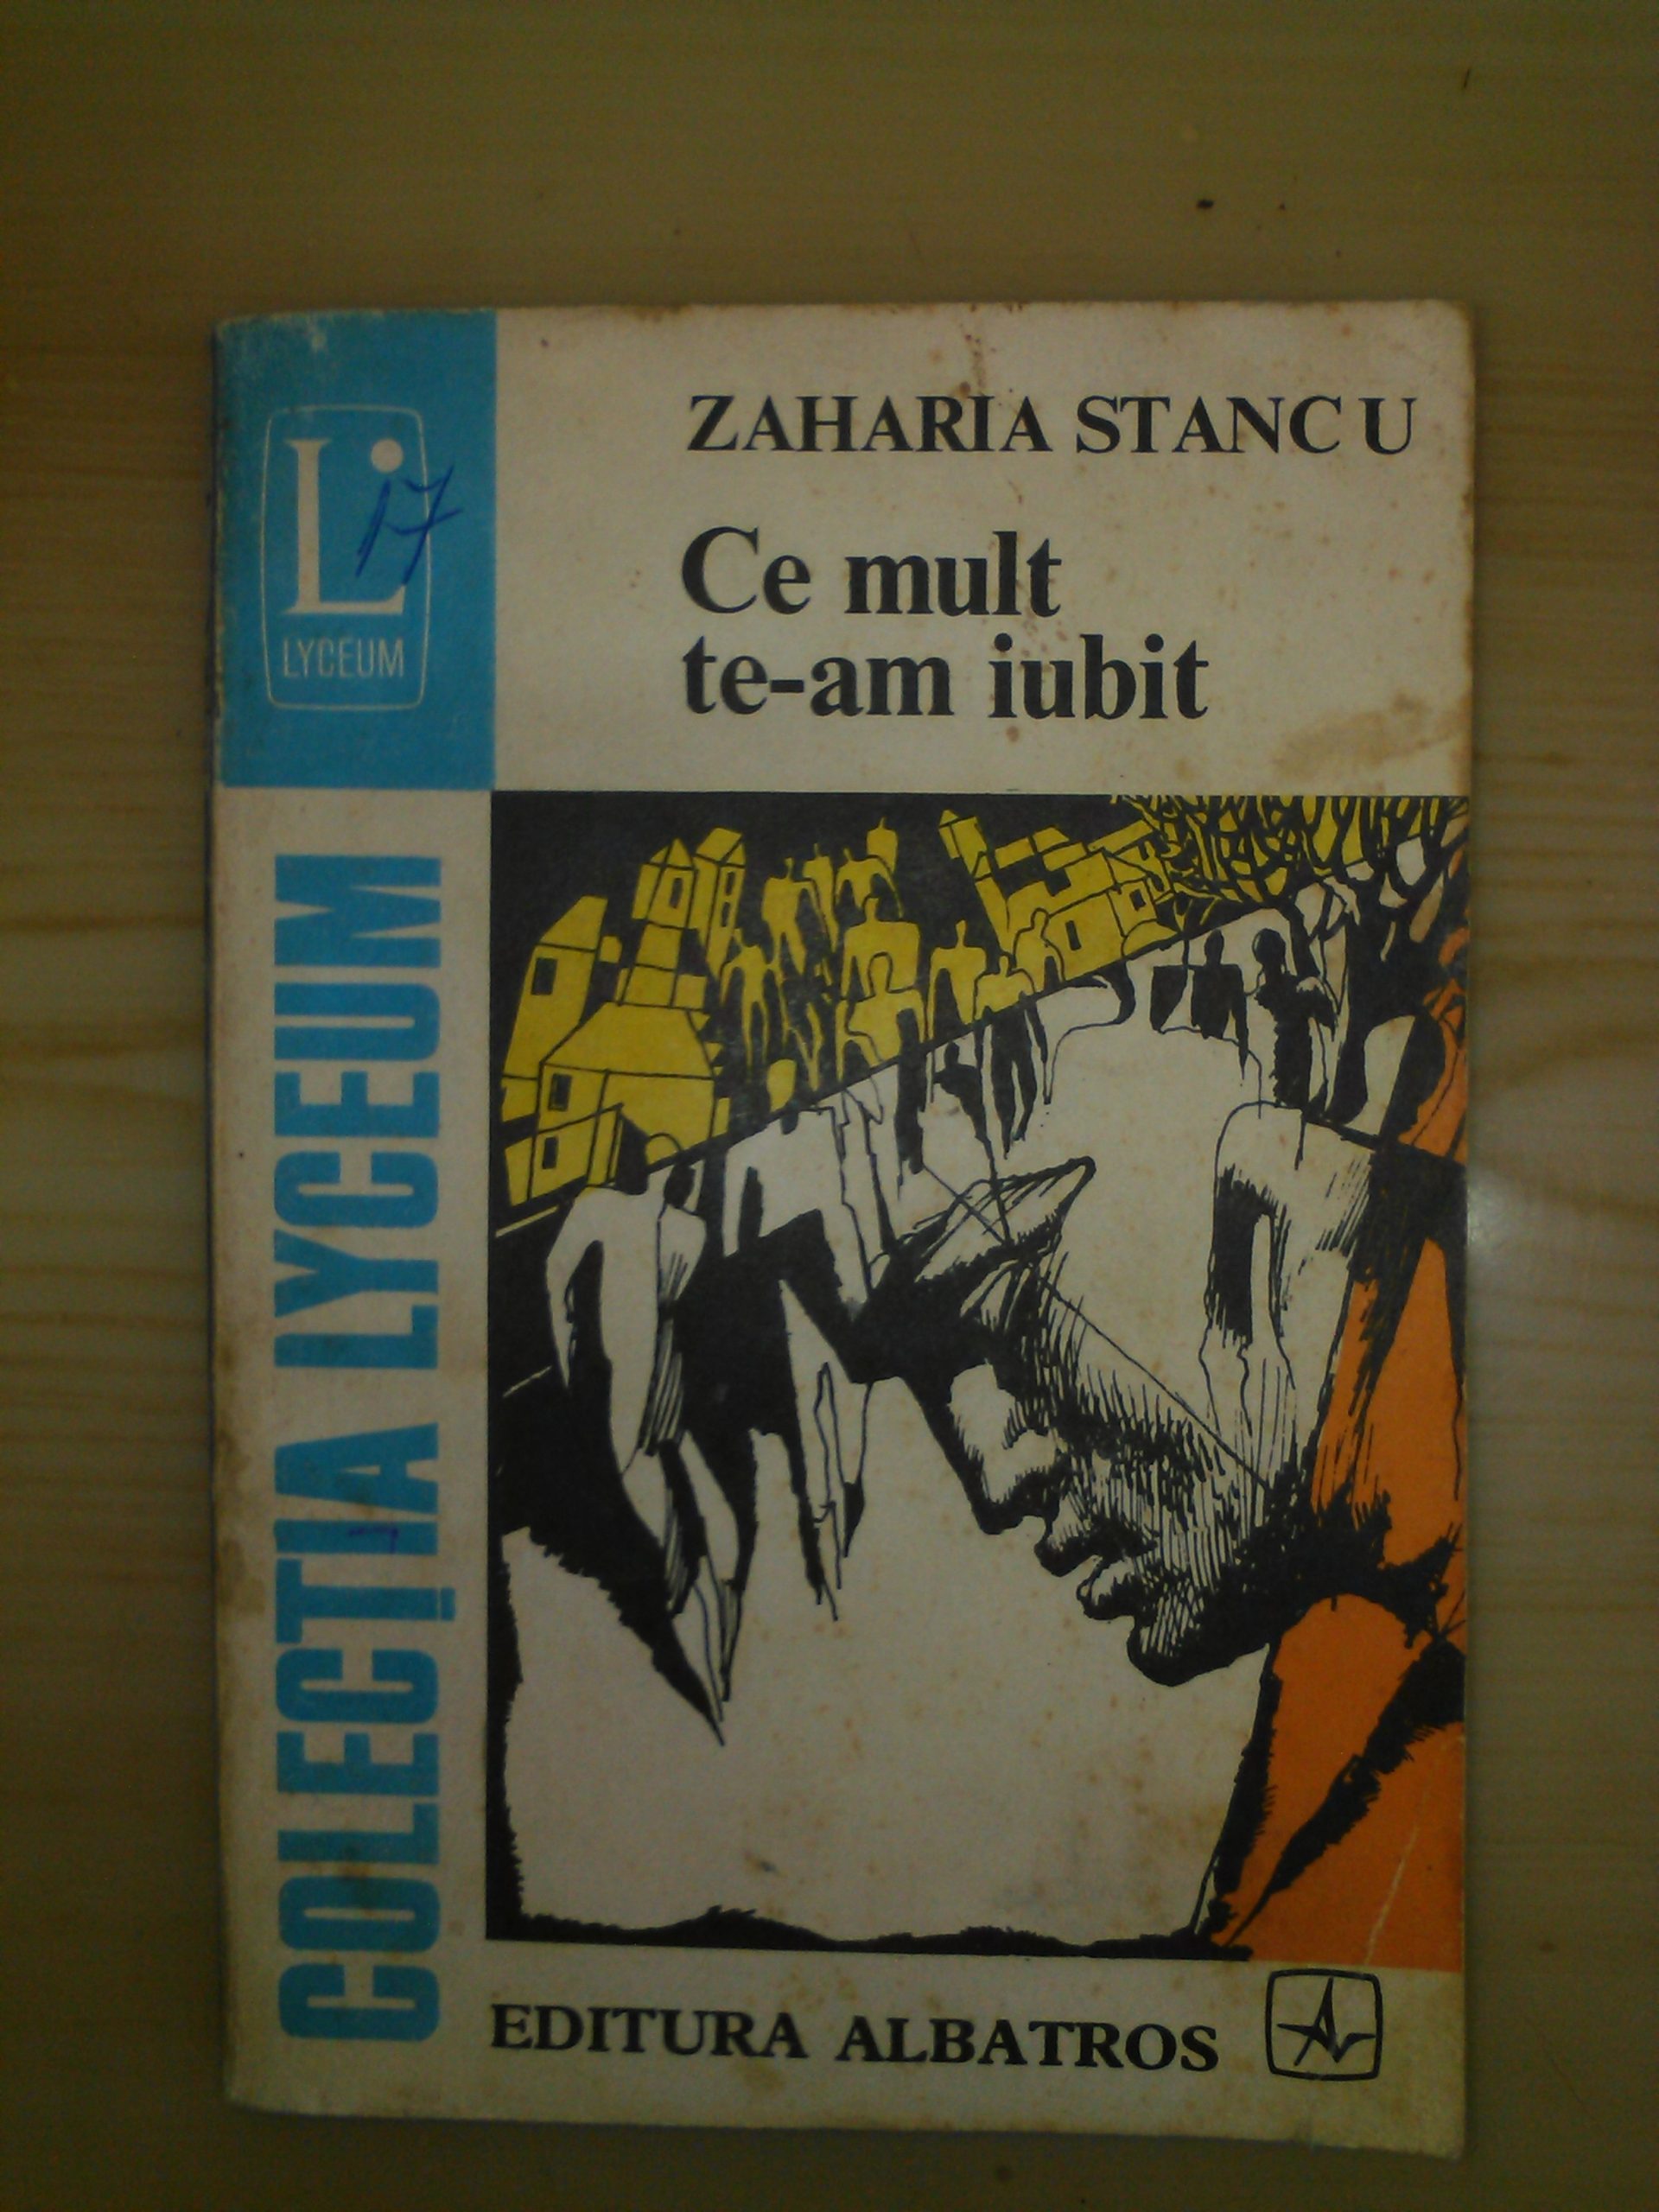 ZAHARIA STANCU
Ce mult
te-am iubit
L
17
LYCEUM
COLECȚIA LYCEUM
EDITURA ALBATROS